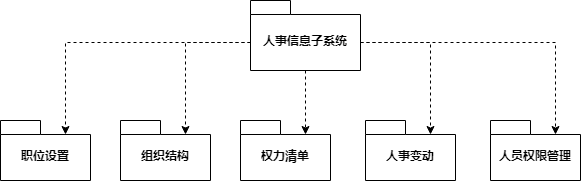 人事信息子系统
职位设置
组织结构
权力清单
人事变动
人员权限管理